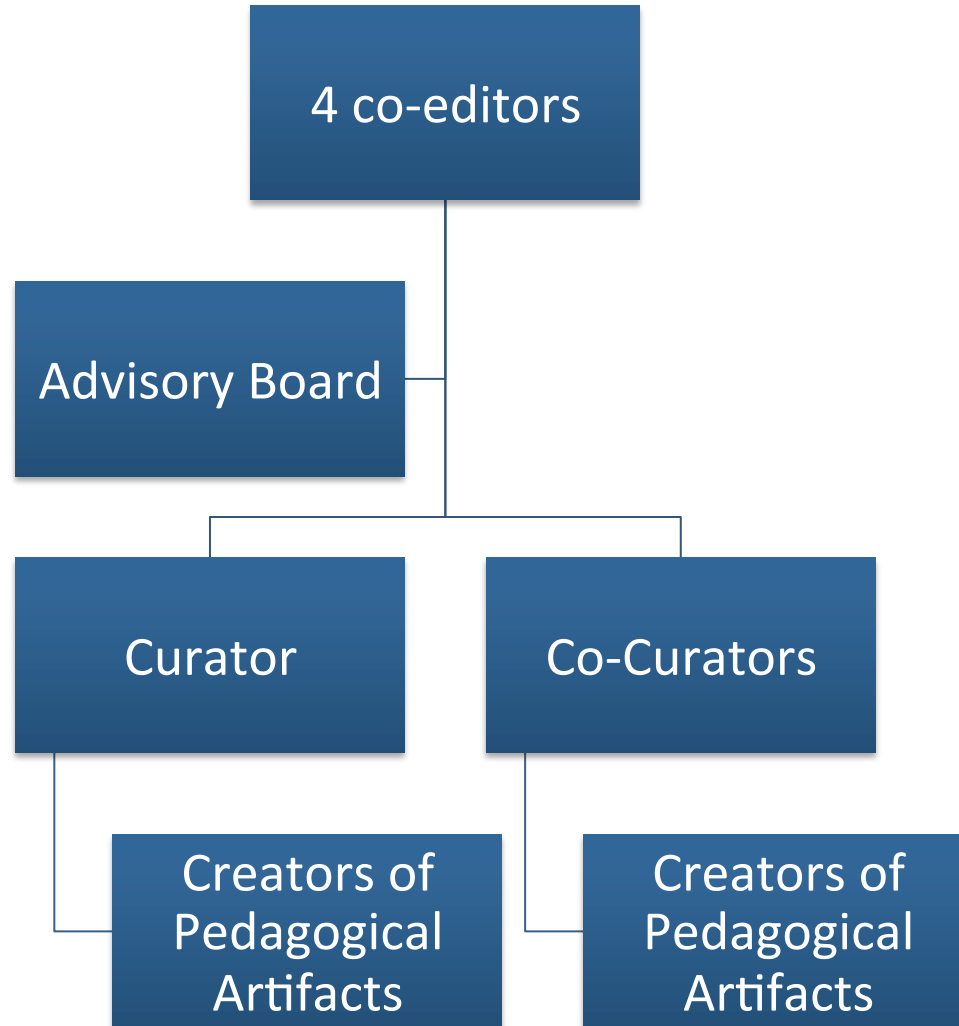 4 co-editors
Advisory Board
Curator
Co-Curators
Creators of
Pedagogical
Artifacts
Creators of
Pedagogical
Artifacts